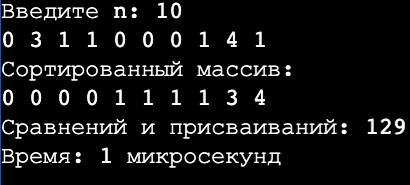 Введите n: 10
0 3 1 1 0 0 0 1 4 1
Сортированный массив:
0 0 0 0 1 1 1 1 3 4
Сравнений и присваиваний: 129
Время: 1 микросекунд